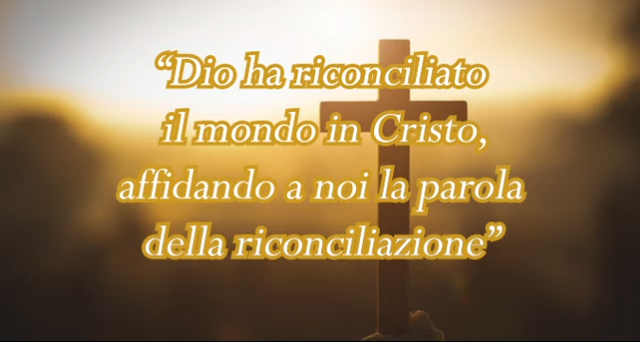 “Dio ha riconciliato
il mondo in Cristo,
affidando a noi la parola
della riconciliazione”